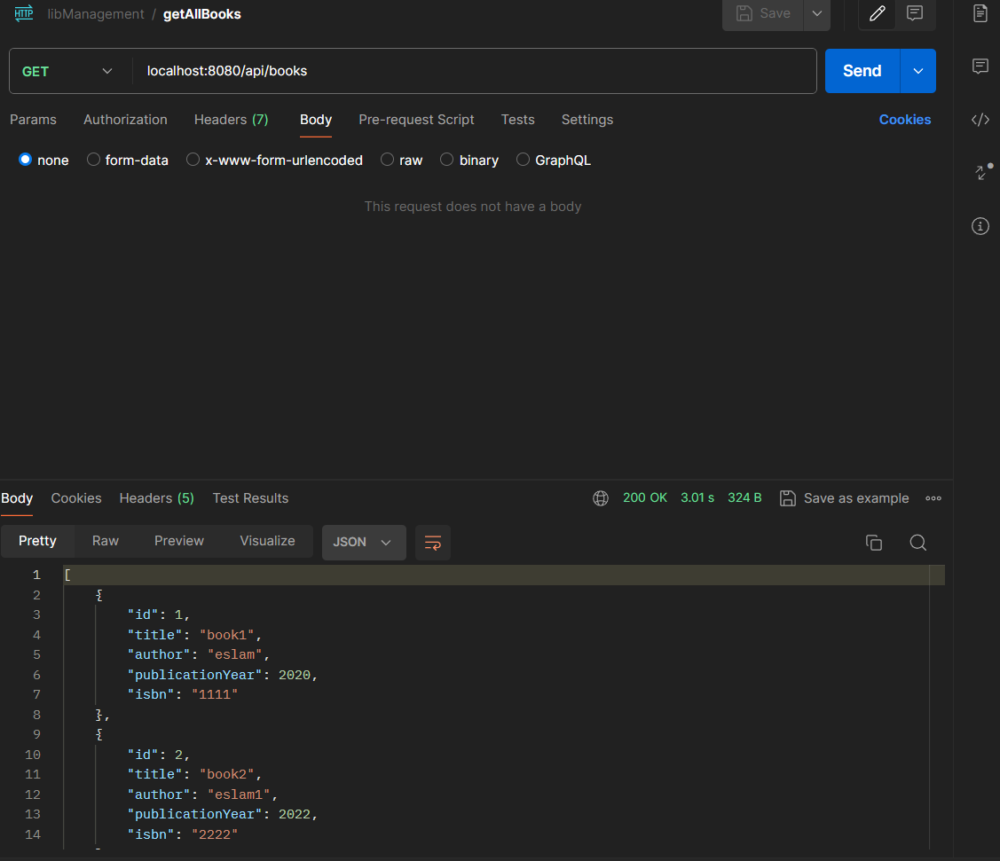 HTTP libManagement / getAllBooks Save
GET localhost:8080/api/books Send
Params Authorization Headers (7) Body Pre-request Script Tests Settings Cookies
none form-data x-www-form-urlencoded raw binary GraphQL
This request does not have a body
Body Cookies Headers (5) Test Results 200 OK 3.01 s 324 B Save as example
Pretty Raw Preview Visualize JSON
1 [
2 {
3 "id": 1,
4 "title": "book1",
5 "author": "eslam",
6 "publicationYear": 2020,
7 "isbn": "1111"
8 },
9 {
10 "id": 2,
11 "title": "book2",
12 "author": "eslam1",
13 "publicationYear": 2022,
14 "isbn": "2222"